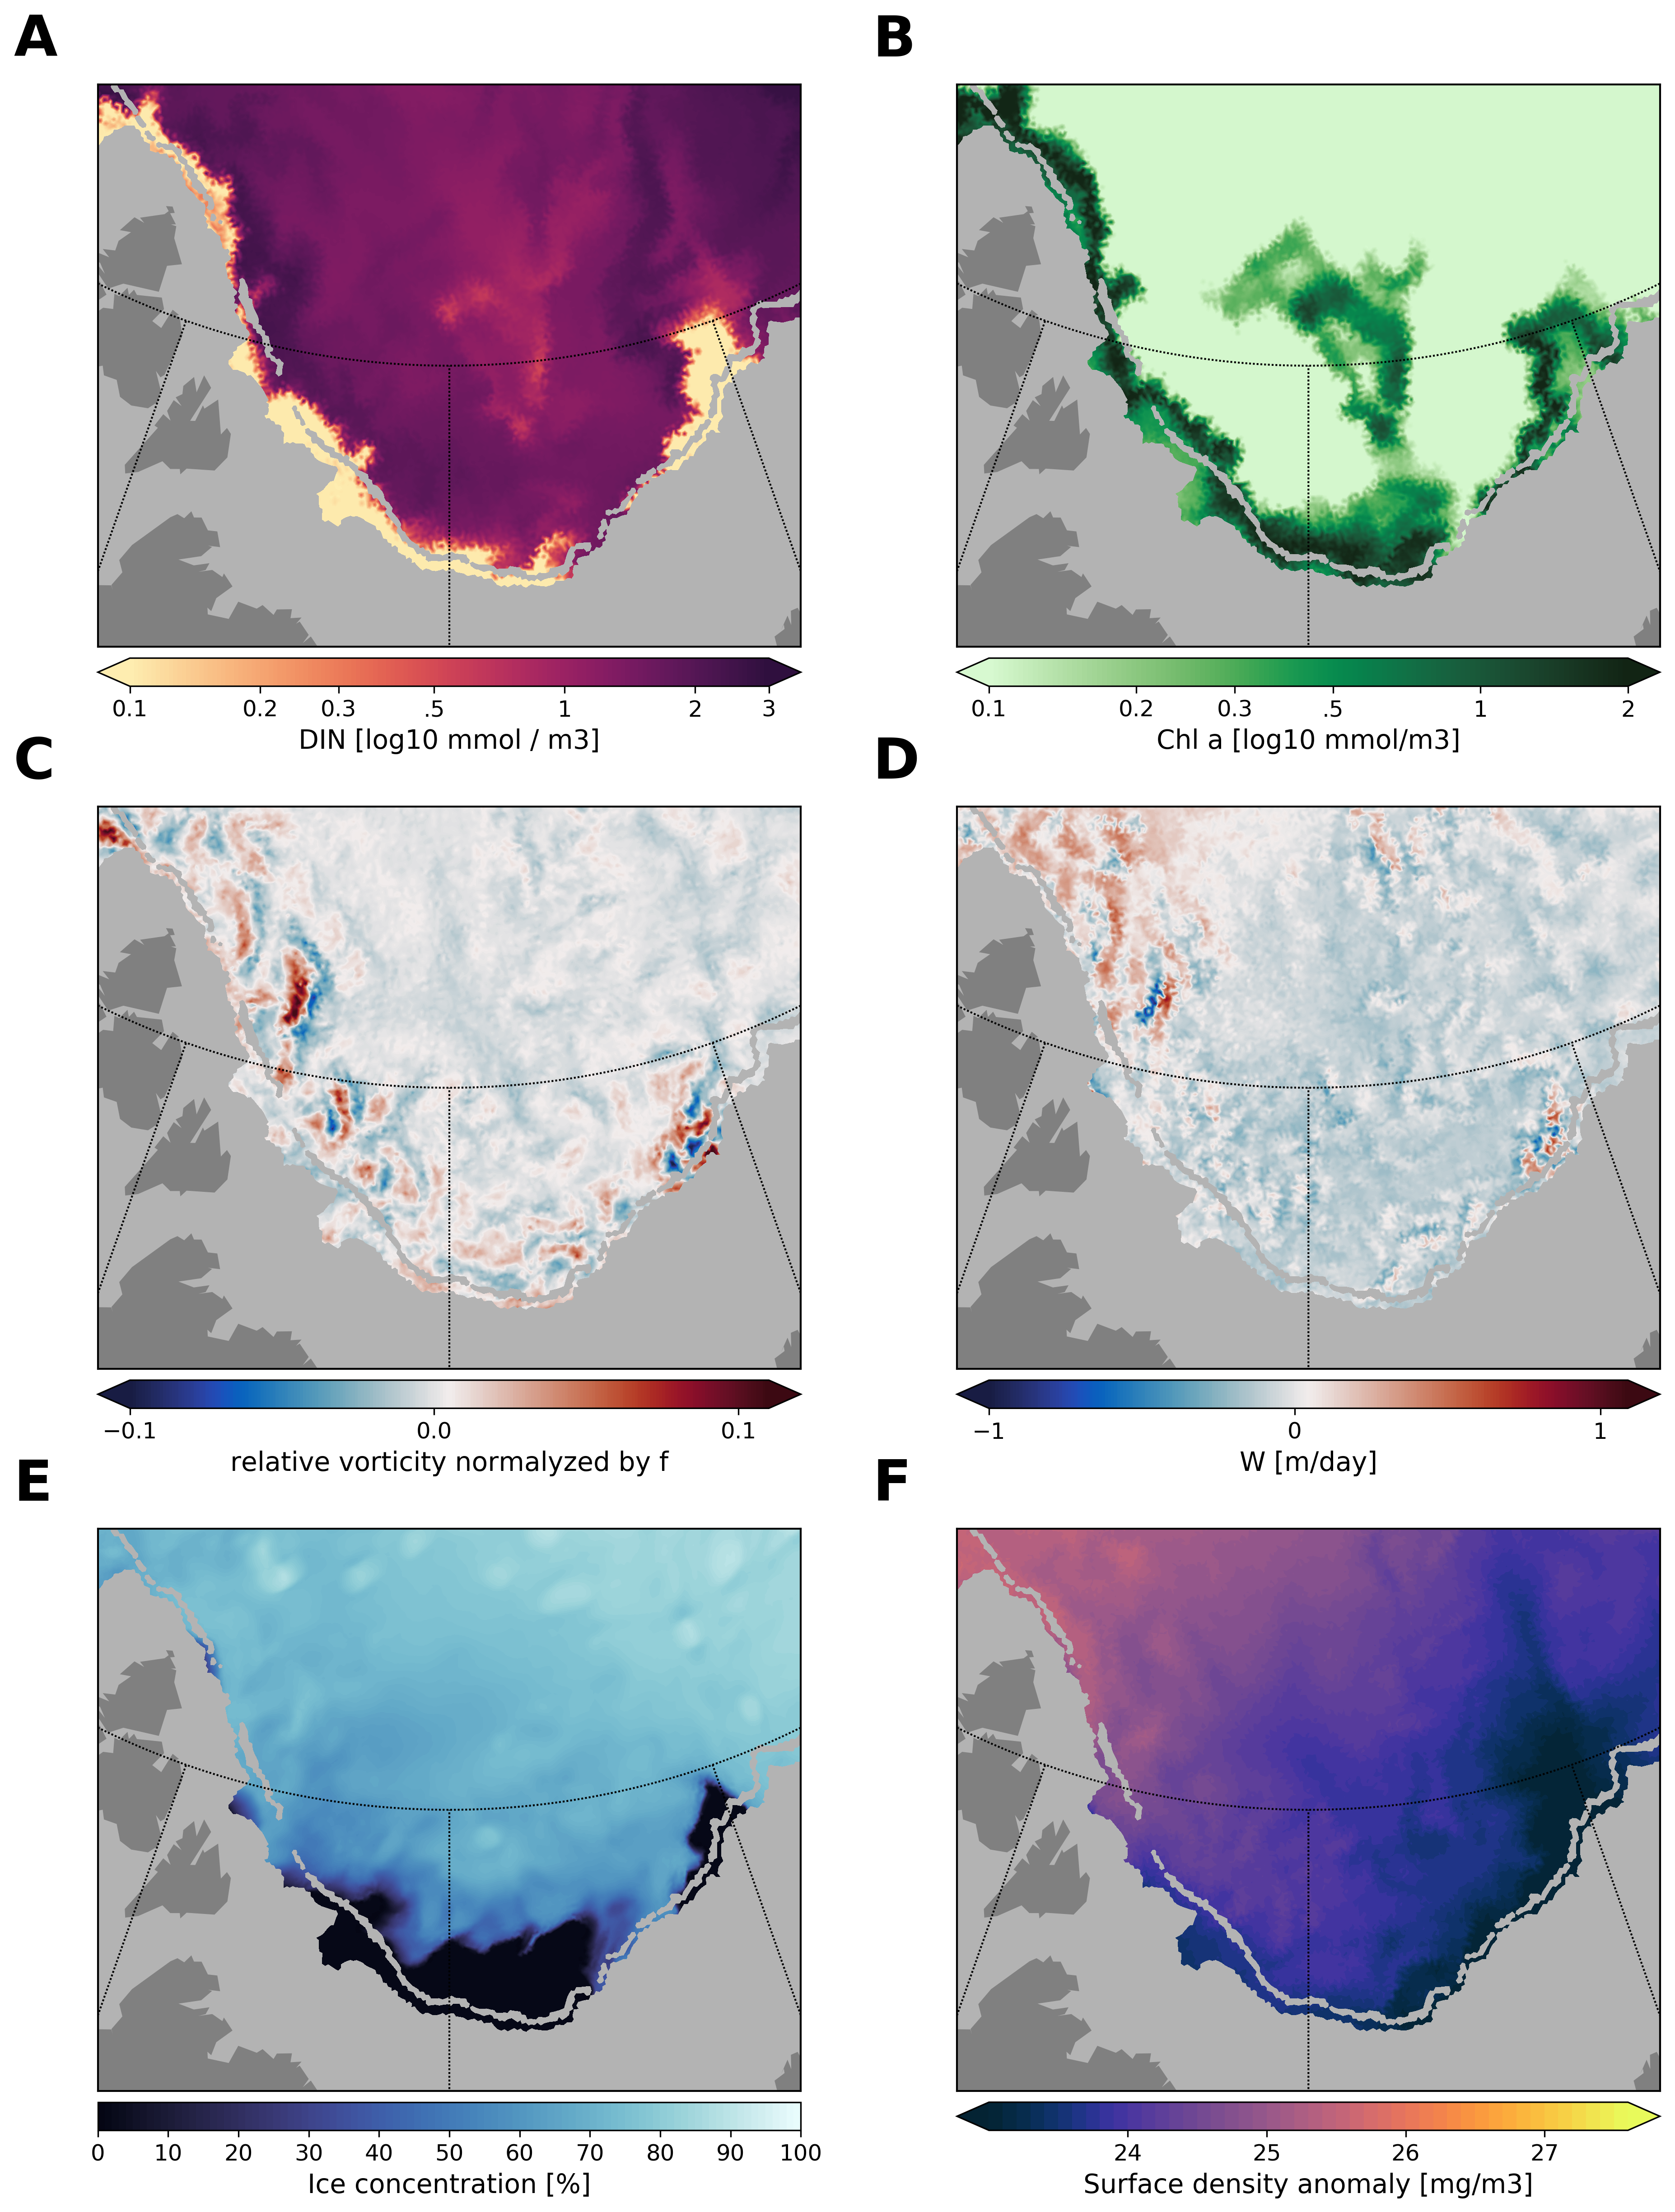 A
B
0.1 0.2 0.3 .5 1 2 3
DIN [log10 mmol / m3]
0.1 0.2 0.3 .5 1 2
Chl a [log10 mmol/m3]
C
D
−0.1 0.0 0.1
relative vorticity normalyzed by f
−1 0 1
W [m/day]
E
F
0 10 20 30 40 50 60 70 80 90 100
Ice concentration [%]
24 25 26 27
Surface density anomaly [mg/m3]